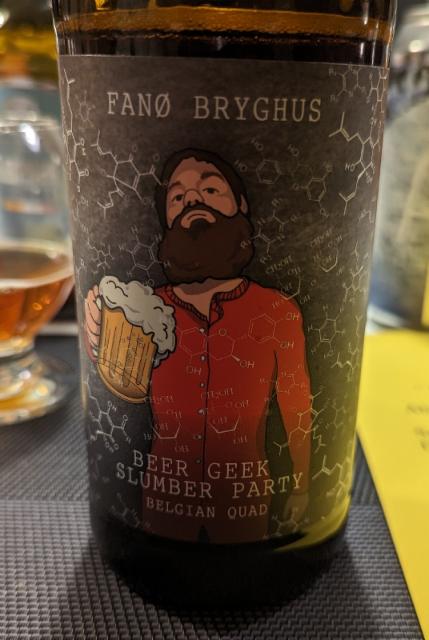 FANØ BRYGHUS
BEER GEEK
SLUMBER PARTY
BELGIAN QUAD